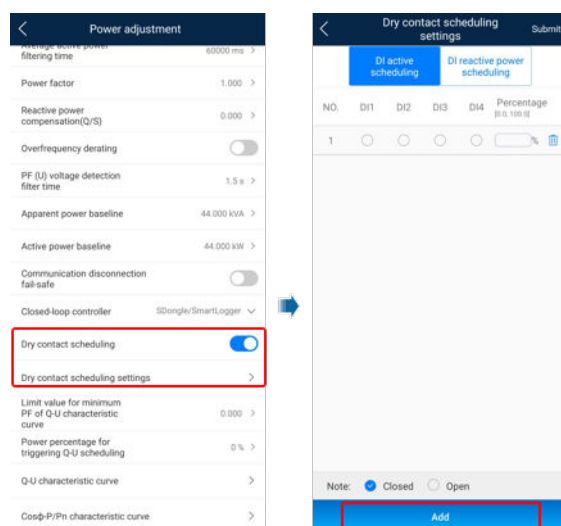 Power adjustment
Average active power
filtering time
60000 ms
Power factor
1.000
Reactive power
compensation(Q/S)
0.000
Overfrequency derating
PF (U) voltage detection
filter time
1.5 s
Apparent power baseline
44.000 kVA
Active power baseline
44.000 kW
Communication disconnection
fail-safe
Closed-loop controller
SDongle/SmartLogger
Dry contact scheduling
Dry contact scheduling settings
Limit value for minimum
PF of Q-U characteristic
curve
0.000
Power percentage for
triggering Q-U scheduling
0 %
Q-U characteristic curve
Cosφ-P/Pn characteristic curve
Dry contact scheduling
settings
Submit
DI active
scheduling
DI reactive power
scheduling
NO. DI1 DI2 DI3 DI4 Percentage
[0.0, 100.0]
1 %
Note: Closed Open
Add